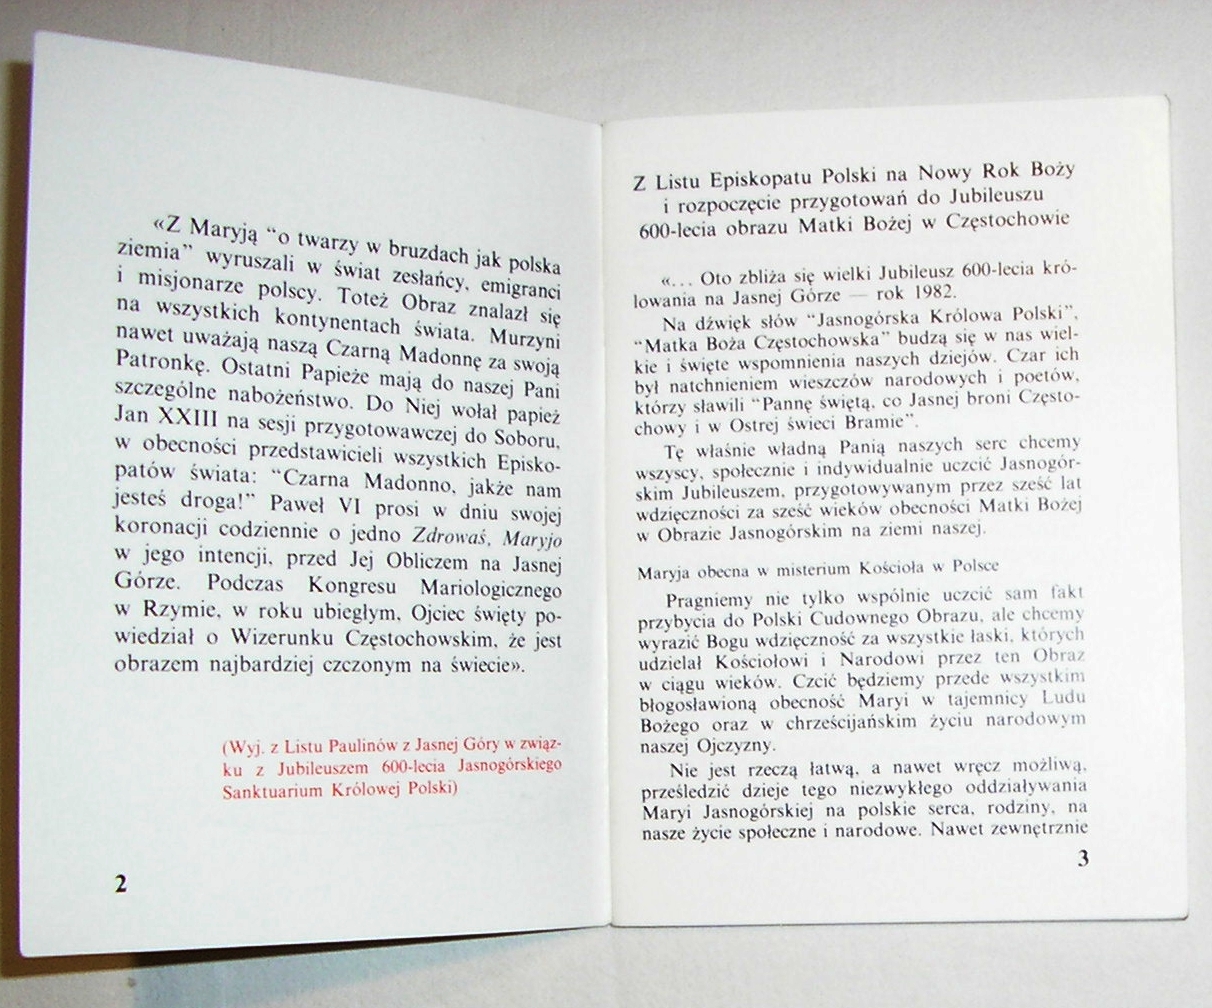 «Z Maryją “o twarzy w bruzdach jak polska
ziemia” wyruszali w świat zesłańcy, emigranci
i misjonarze polscy. Toteż Obraz znalazł się
na wszystkich kontynentach świata. Murzyni
nawet uważają naszą Czarną Madonnę za swoją
Patronkę. Ostatni Papieże mają do naszej Pani
szczególne nabożeństwo. Do Niej wołał papież
Jan XXIII na sesji przygotowawczej do Soboru,
w obecności przedstawicieli wszystkich Episko-
patów świata: “Czarna Madonno, jakże nam
jesteś droga!” Paweł VI prosi w dniu swojej
koronacji codziennie o jedno Zdrowaś, Maryjo
w jego intencji, przed Jej Obliczem na Jasnej
Górze. Podczas Kongresu Mariologicznego
w Rzymie, w roku ubiegłym, Ojciec święty po-
wiedział o Wizerunku Częstochowskim, że jest
obrazem najbardziej czczonym na świecie».
(Wyj. z Listu Paulinów z Jasnej Góry w związ-
ku z Jubileuszem 600-lecia Jasnogórskiego
Sanktuarium Królowej Polski)
2
Z Listu Episkopatu Polski na Nowy Rok Boży
i rozpoczęcie przygotowań do Jubileuszu
600-lecia obrazu Matki Bożej w Częstochowie
«... Oto zbliża się wielki Jubileusz 600-lecia kró-
lowania na Jasnej Górze — rok 1982.
Na dźwięk słów “Jasnogórska Królowa Polski”,
“Matka Boża Częstochowska” budzą się w nas wiel-
kie i święte wspomnienia naszych dziejów. Czar ich
był natchnieniem wieszczów narodowych i poetów,
którzy sławili “Pannę świętą, co Jasnej broni Często-
chowy i w Ostrej świeci Bramie”.
Tę właśnie władną Panią naszych serc chcemy
wszyscy, społecznie i indywidualnie uczcić Jasnogór-
skim Jubileuszem, przygotowywanym przez sześć lat
wdzięczności za sześć wieków obecności Matki Bożej
w Obrazie Jasnogórskim na ziemi naszej.
Maryja obecna w misterium Kościoła w Polsce
Pragniemy nie tylko wspólnie uczcić sam fakt
przybycia do Polski Cudownego Obrazu, ale chcemy
wyrazić Bogu wdzięczność za wszystkie łaski, których
udzielał Kościołowi i Narodowi przez ten Obraz
w ciągu wieków. Czcić będziemy przede wszystkim
błogosławioną obecność Maryi w tajemnicy Ludu
Bożego oraz w chrześcijańskim życiu narodowym
naszej Ojczyzny.
Nie jest rzeczą łatwą, a nawet wręcz możliwą,
prześledzić dzieje tego niezwykłego oddziaływania
Maryi Jasnogórskiej na polskie serca, rodziny, na
nasze życie społeczne i narodowe. Nawet zewnętrznie
3